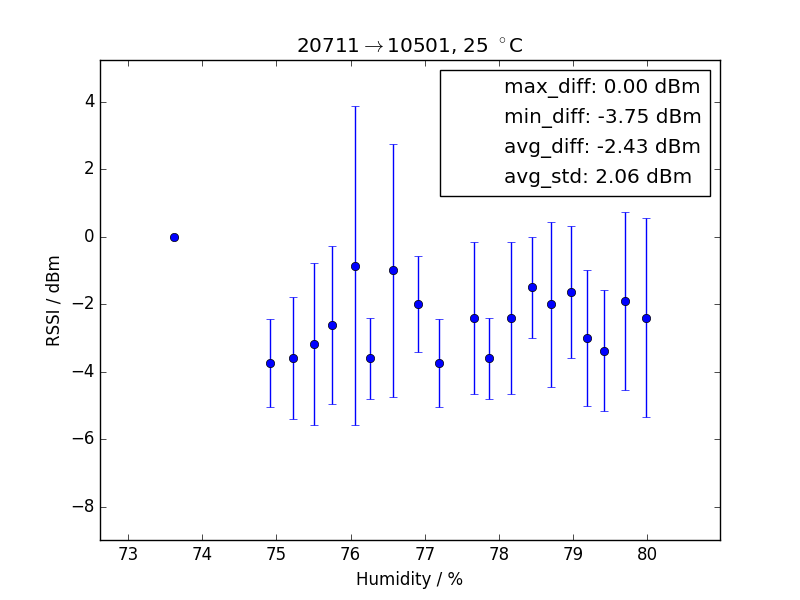 20711→10501, 25 °C
max_diff: 0.00 dBm
min_diff: -3.75 dBm
avg_diff: -2.43 dBm
avg_std: 2.06 dBm
RSSI / dBm
4
2
0
−2
−4
−6
−8
73 74 75 76 77 78 79 80
Humidity / %